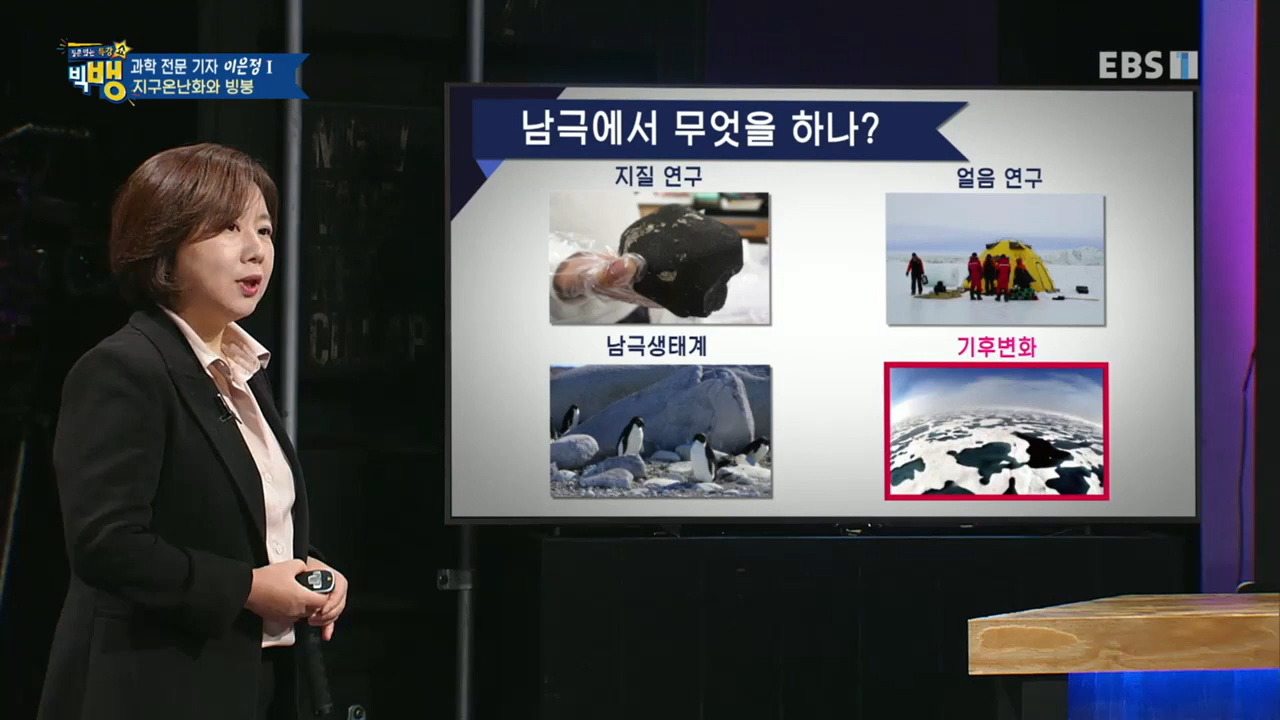 질문있는 특강쇼
빅뱅
과학 전문 기자 이은정 I
지구온난화와 빙붕
EBS 1
남극에서 무엇을 하나?
지질 연구
얼음 연구
남극생태계
기후변화